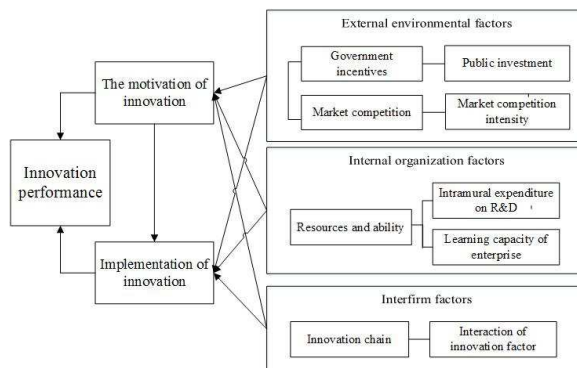 External environmental factors
Government
incentives
Public investment
Market competition
Market competition
intensity
The motivation of
innovation
Innovation
performance
Implementation of
innovation
Internal organization factors
Resources and ability
Intramural expenditure
on R&D
Learning capacity of
enterprise
Interfirm factors
Innovation chain
Interaction of
innovation factor